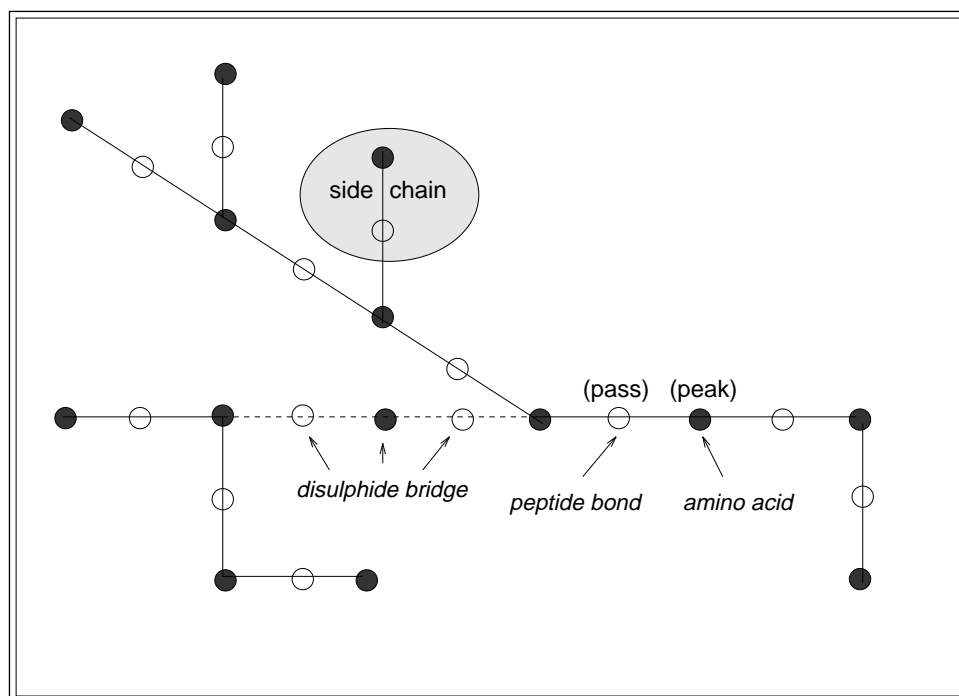 side chain
(pass) (peak)
disulphide bridge
peptide bond
amino acid